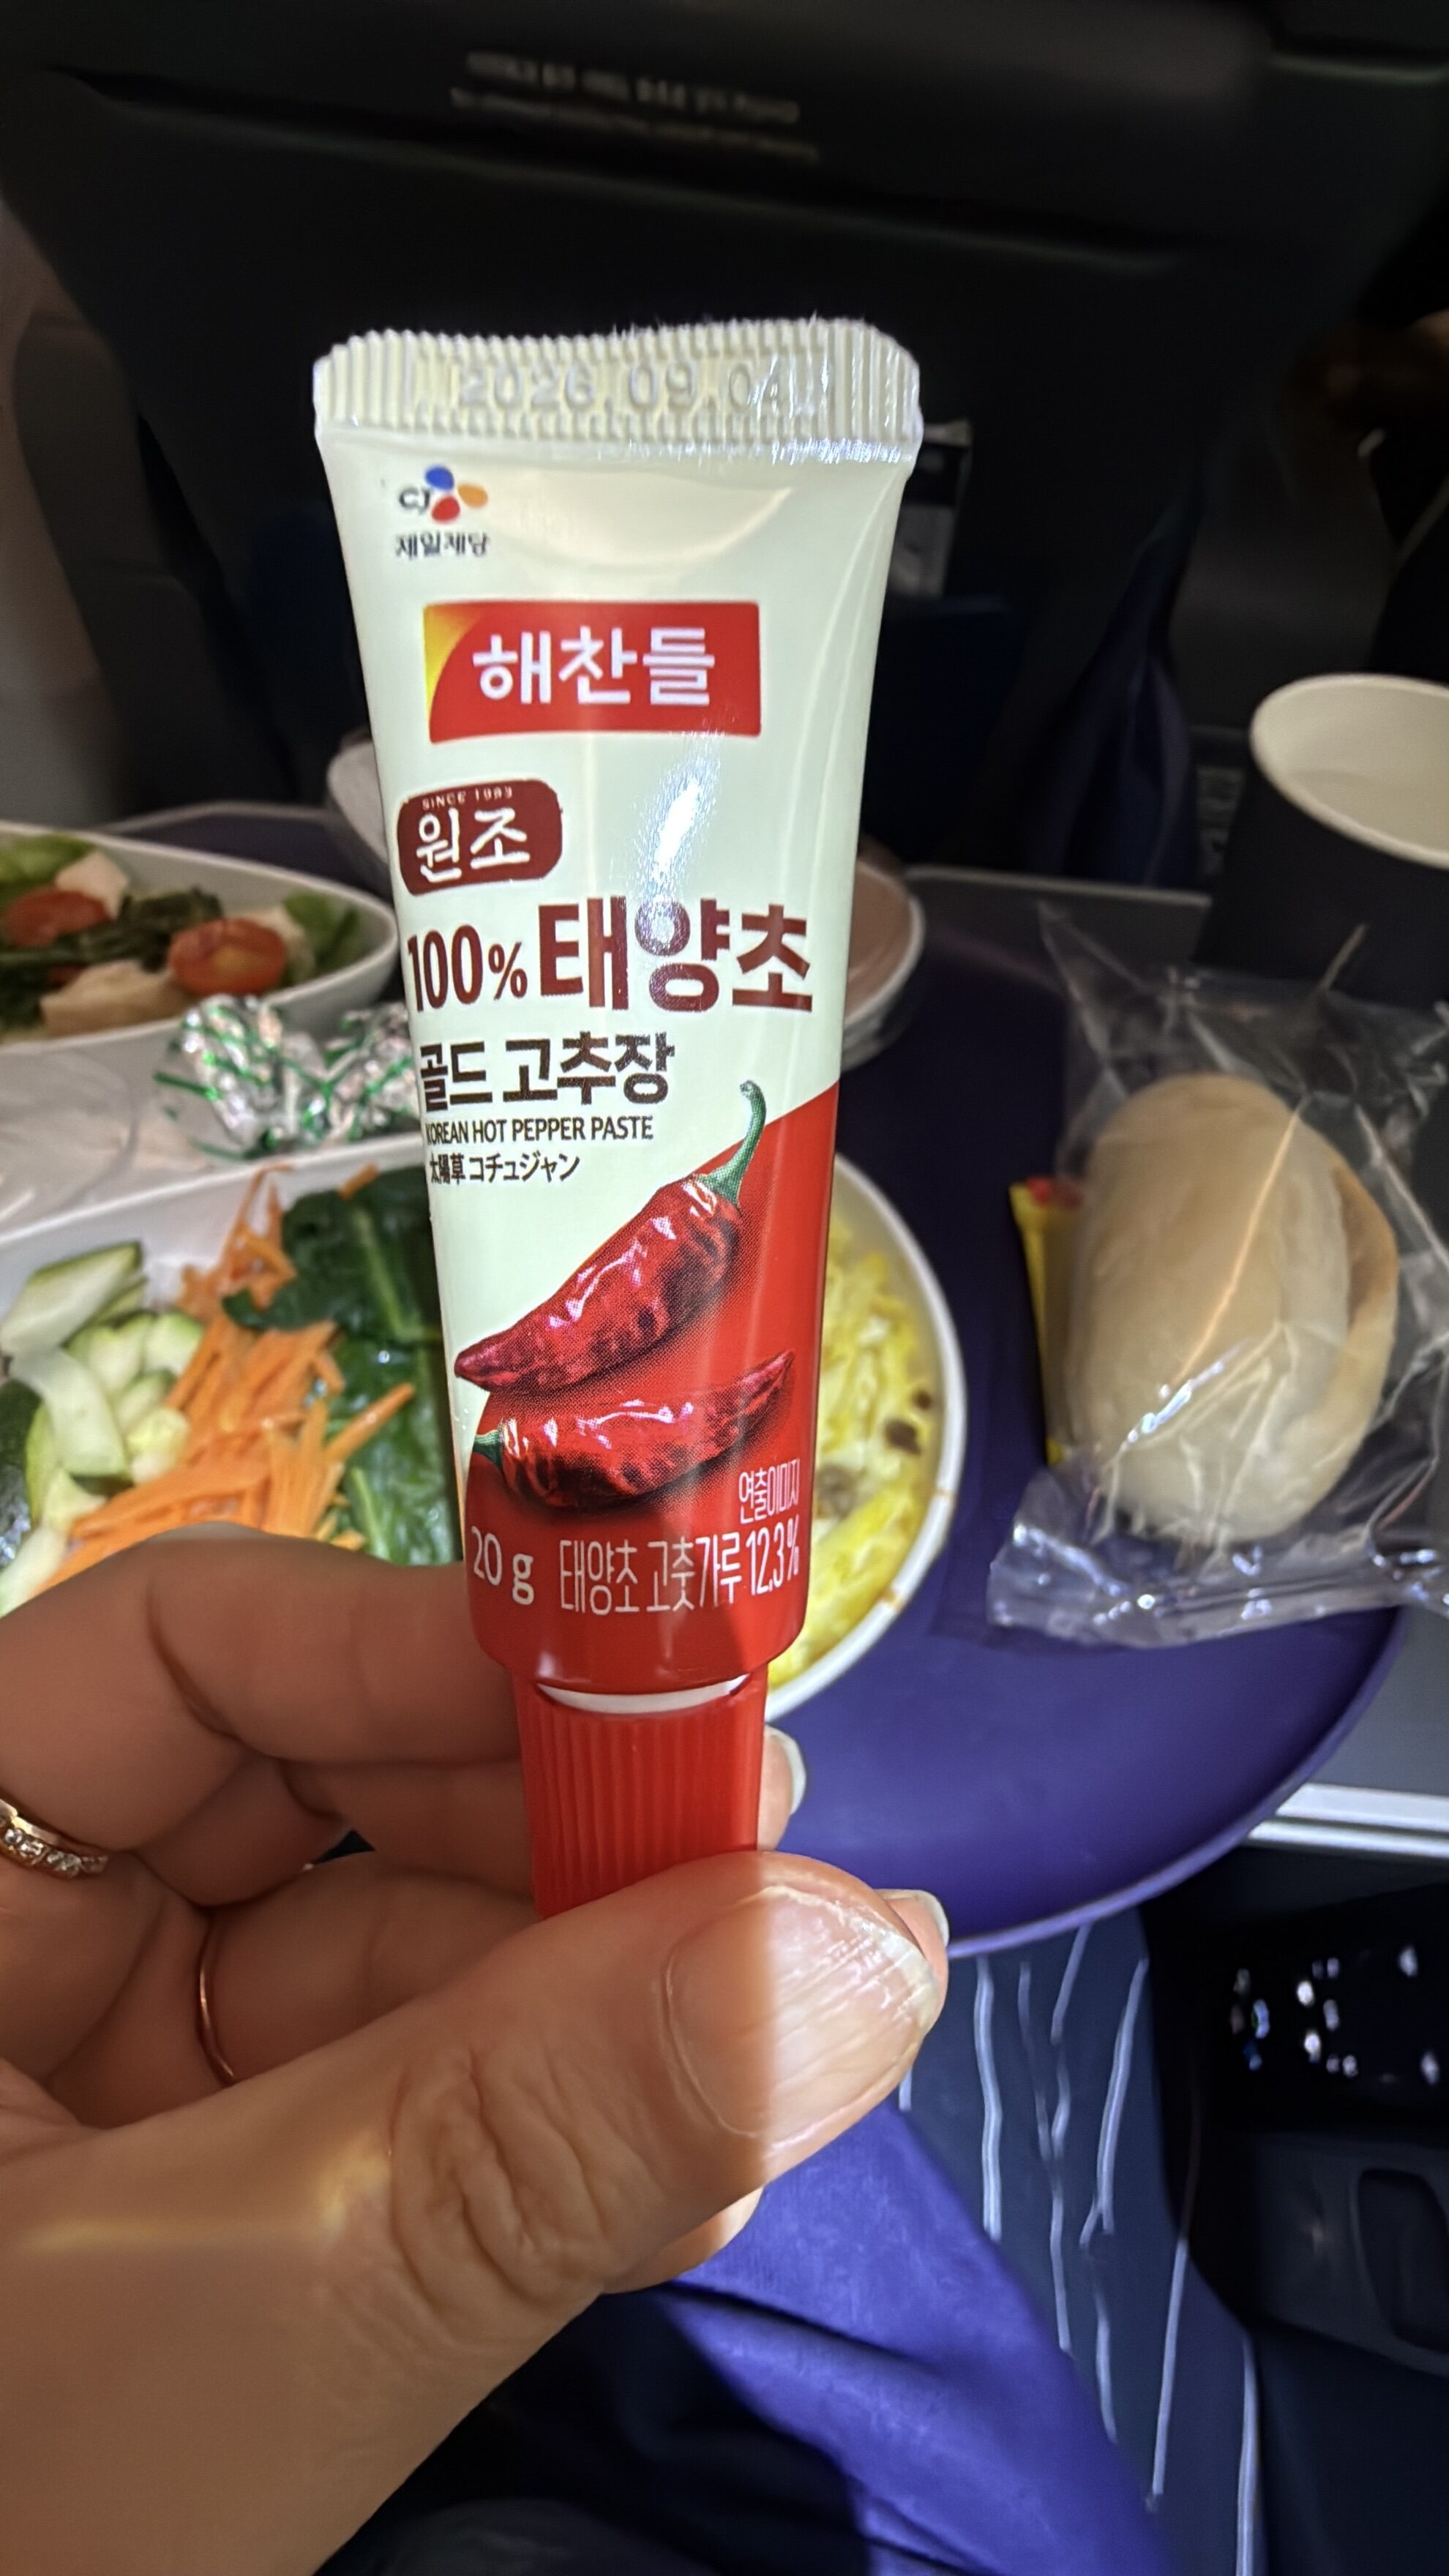 2026 09 04
CJ
제일제당
해찬들
SINCE 1983
원조
100% 태양초
골드 고추장
KOREAN HOT PEPPER PASTE
太陽草 コチュジャン
연출이미지
20 g 태양초 고춧가루 12.3%